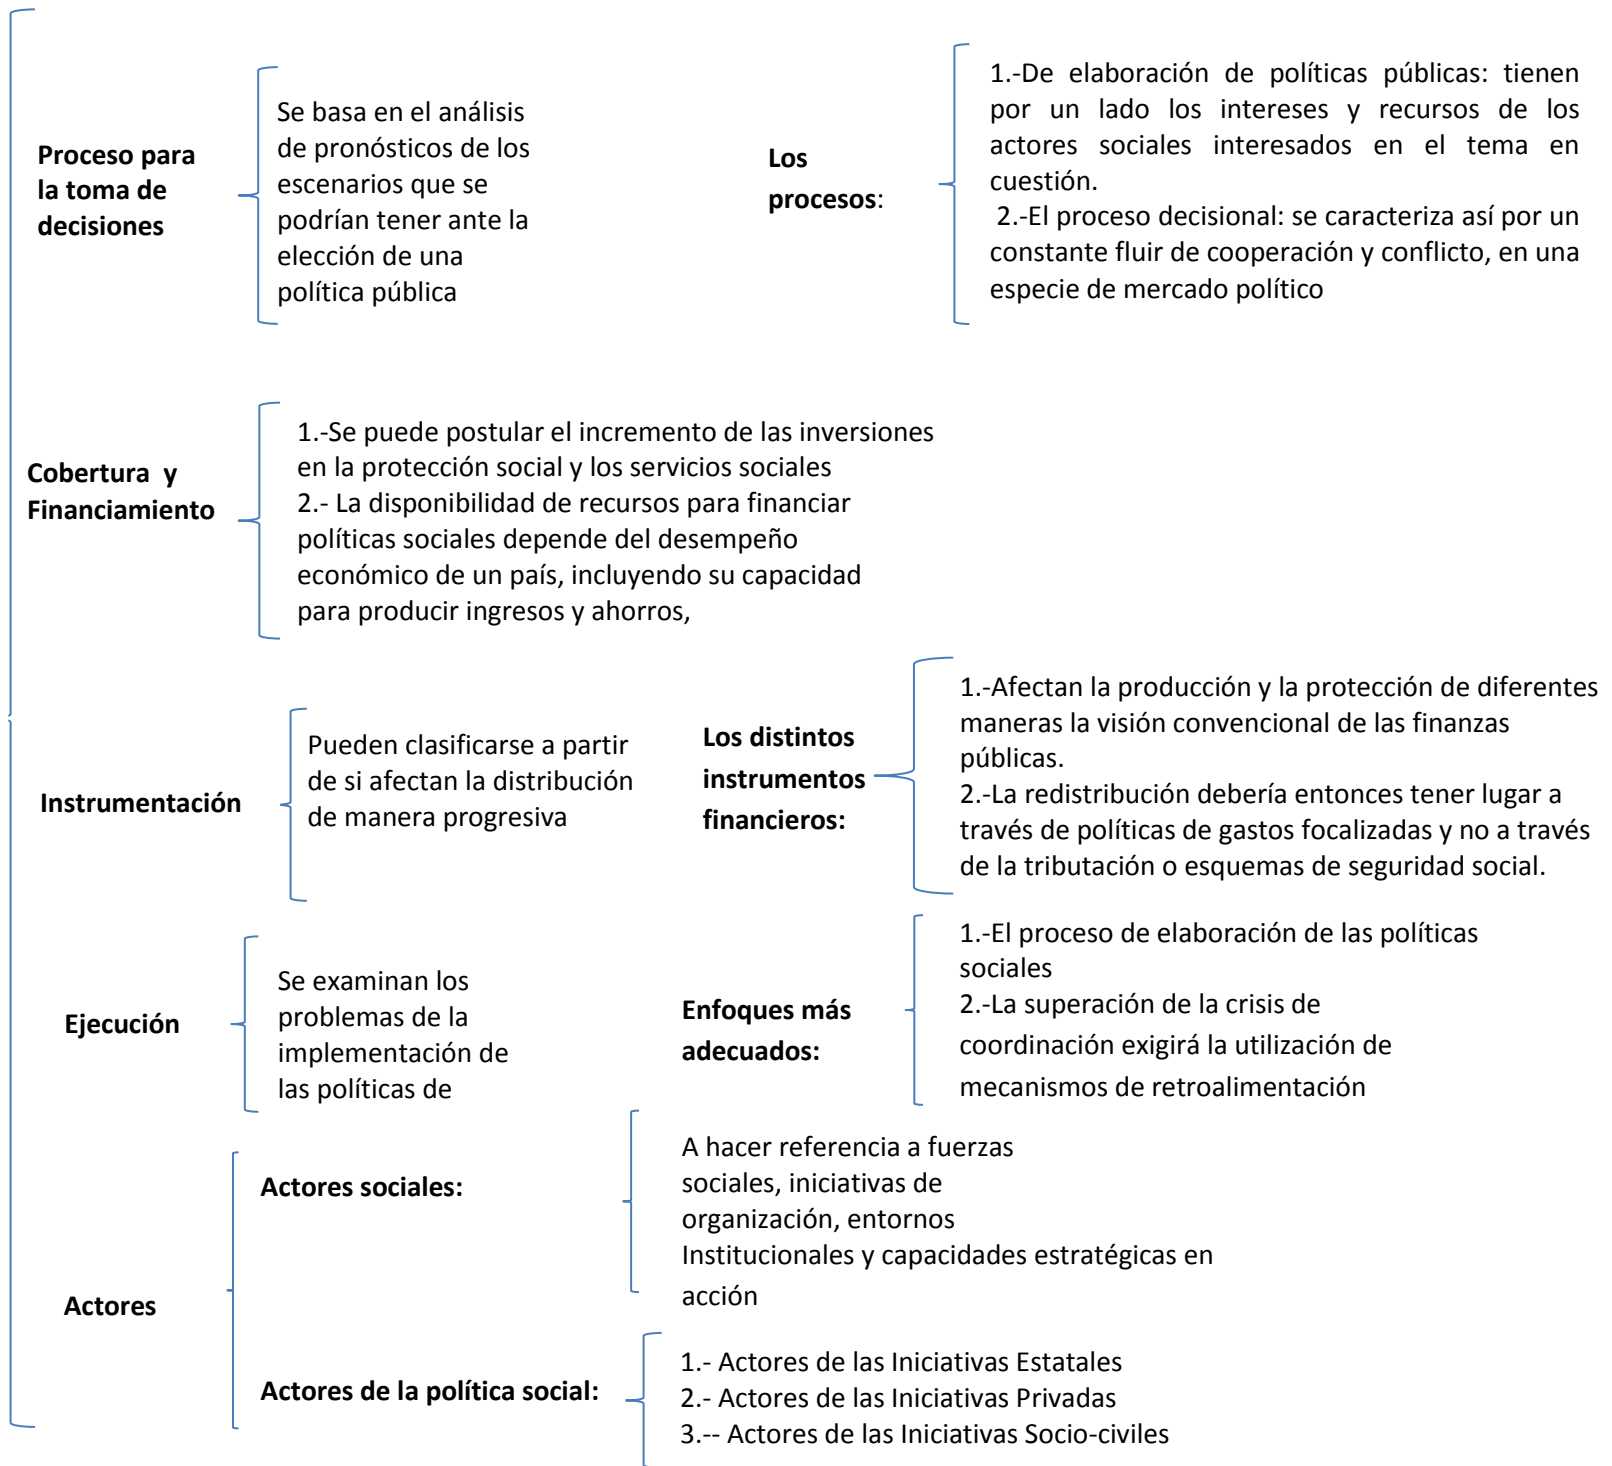 Proceso para
la toma de
decisiones
Se basa en el análisis
de pronósticos de los
escenarios que se
podrían tener ante la
elección de una
política pública
Los
procesos:
1.-De elaboración de políticas públicas: tienen
por un lado los intereses y recursos de los
actores sociales interesados en el tema en
cuestión.
2.-El proceso decisional: se caracteriza así por un
constante fluir de cooperación y conflicto, en una
especie de mercado político
Cobertura y
Financiamiento
1.-Se puede postular el incremento de las inversiones
en la protección social y los servicios sociales
2.- La disponibilidad de recursos para financiar
políticas sociales depende del desempeño
económico de un país, incluyendo su capacidad
para producir ingresos y ahorros,
Instrumentación
Pueden clasificarse a partir
de si afectan la distribución
de manera progresiva
Los distintos
instrumentos
financieros:
1.-Afectan la producción y la protección de diferentes
maneras la visión convencional de las finanzas
públicas.
2.-La redistribución debería entonces tener lugar a
través de políticas de gastos focalizadas y no a través
de la tributación o esquemas de seguridad social.
Ejecución
Se examinan los
problemas de la
implementación de
las políticas de
Enfoques más
adecuados:
1.-El proceso de elaboración de las políticas
sociales
2.-La superación de la crisis de
coordinación exigirá la utilización de
mecanismos de retroalimentación
Actores
Actores sociales:
A hacer referencia a fuerzas
sociales, iniciativas de
organización, entornos
Institucionales y capacidades estratégicas en
acción
Actores de la política social:
1.- Actores de las Iniciativas Estatales
2.- Actores de las Iniciativas Privadas
3.-- Actores de las Iniciativas Socio-civiles